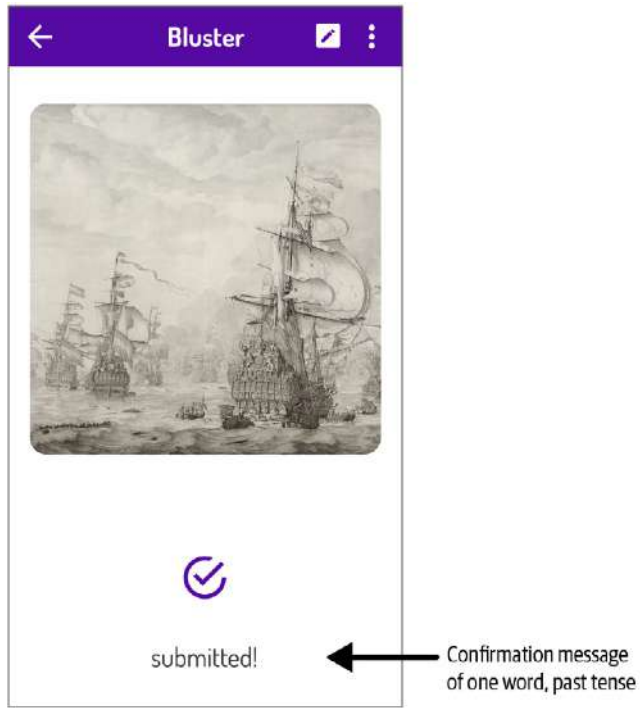 Bluster
submitted!
Confirmation message
of one word, past tense